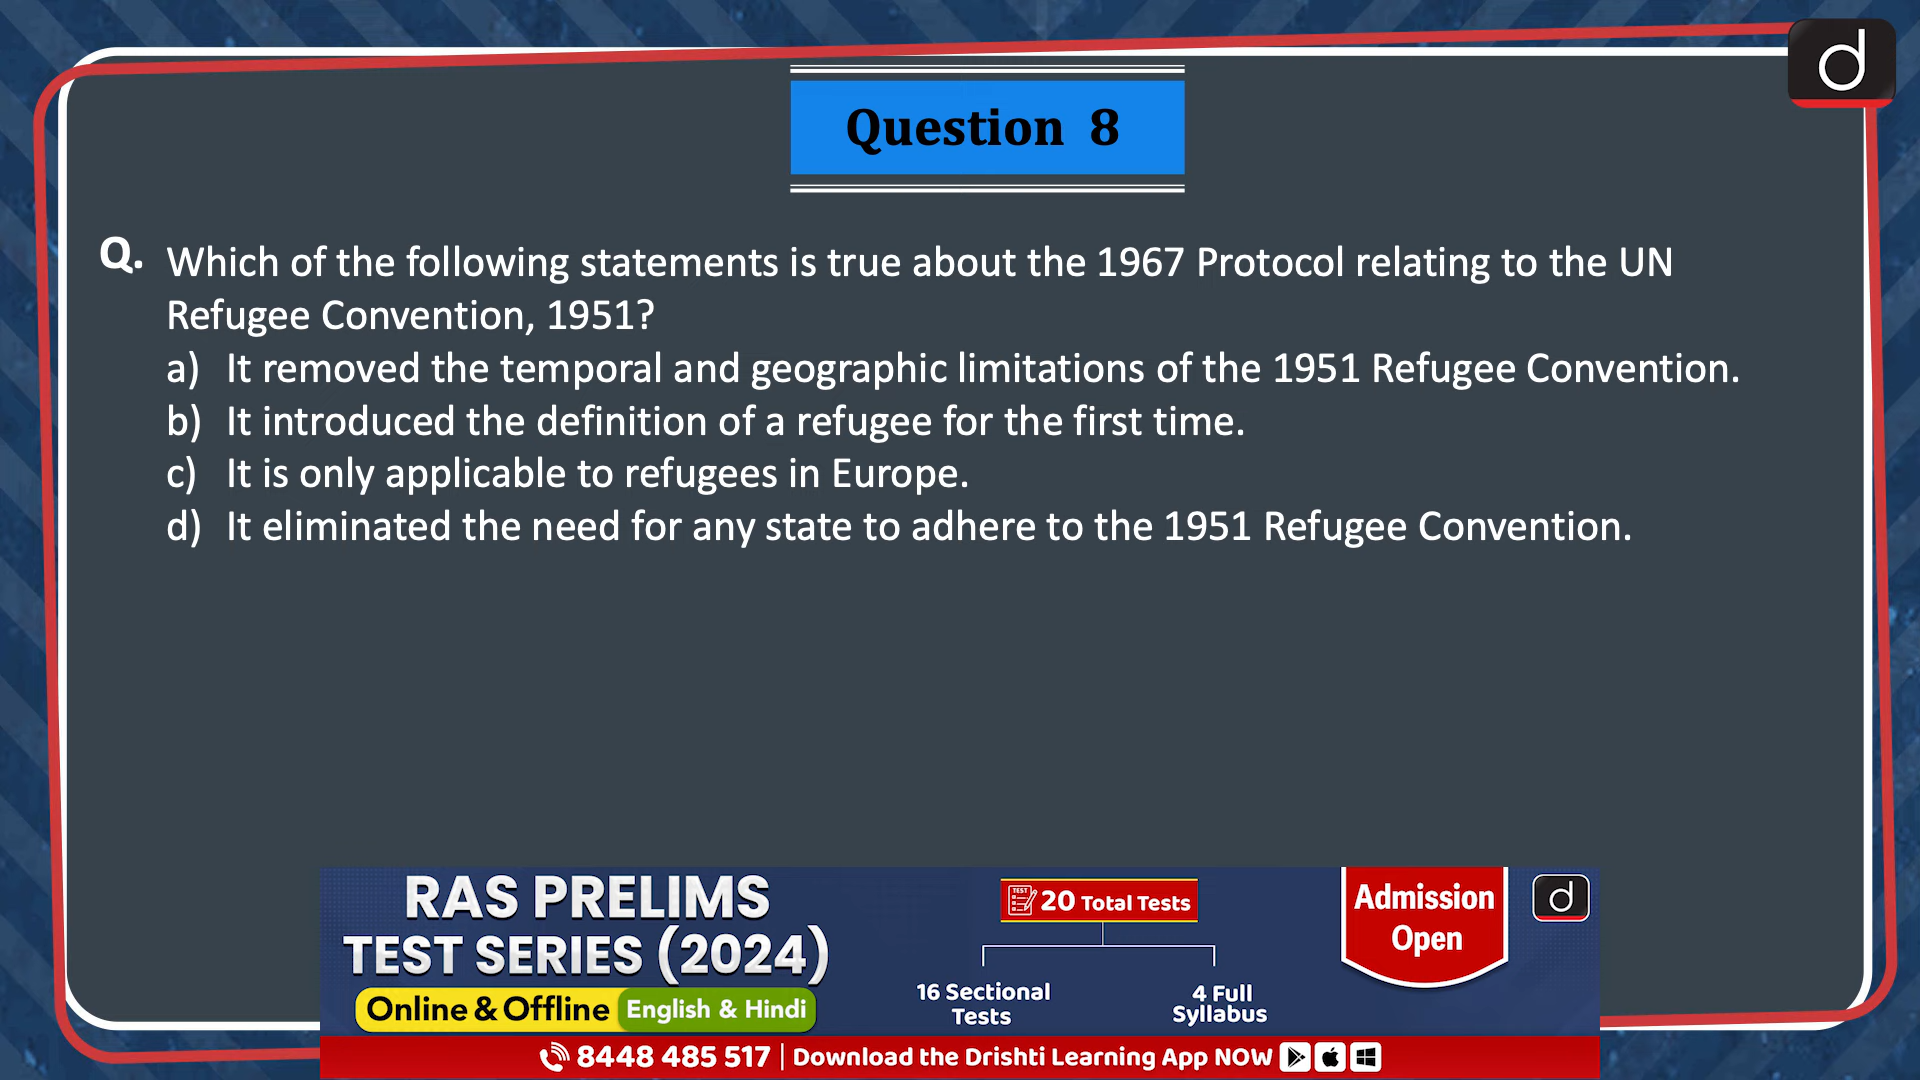 d
Question 8
Q. Which of the following statements is true about the 1967 Protocol relating to the UN
Refugee Convention, 1951?
a) It removed the temporal and geographic limitations of the 1951 Refugee Convention.
b) It introduced the definition of a refugee for the first time.
c) It is only applicable to refugees in Europe.
d) It eliminated the need for any state to adhere to the 1951 Refugee Convention.
RAS PRELIMS
TEST SERIES (2024)
Online & Offline English & Hindi
TEST
20 Total Tests
16 Sectional
Tests
4 Full
Syllabus
Admission
Open
d
8448 485 517 | Download the Drishti Learning App NOW